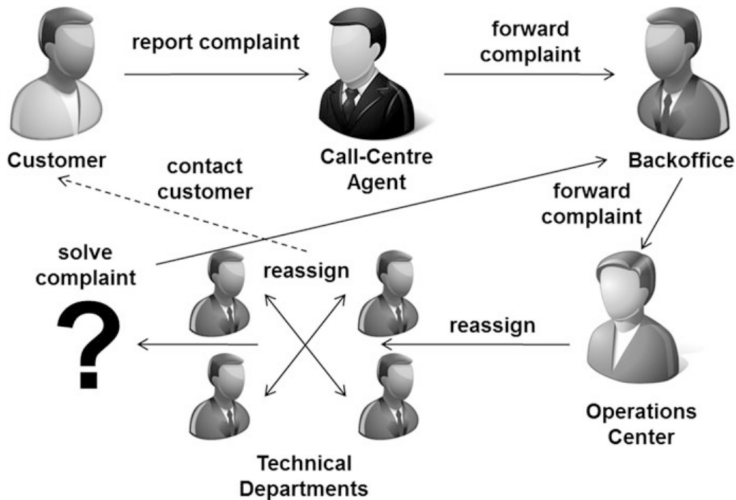 report complaint
forward
complaint
Customer
Call-Centre
Agent
Backoffice
contact
customer
forward
complaint
solve
complaint
?
reassign
reassign
Operations
Center
Technical
Departments